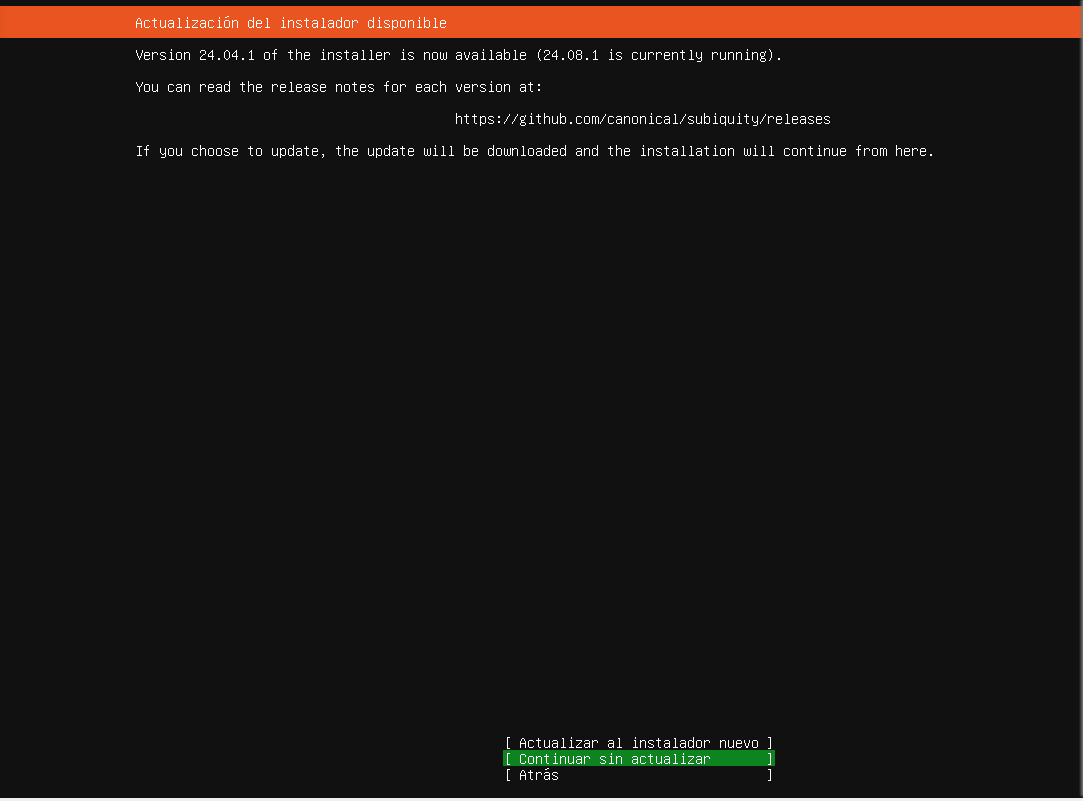 Actualización del instalador disponible
Version 24.04.1 of the installer is now available (24.08.1 is currently running).
You can read the release notes for each version at:
https://github.com/canonical/subiquity/releases
If you choose to update, the update will be downloaded and the installation will continue from here.
[ Actualizar al instalador nuevo ]
[ Continuar sin actualizar ]
[ Atrás ]